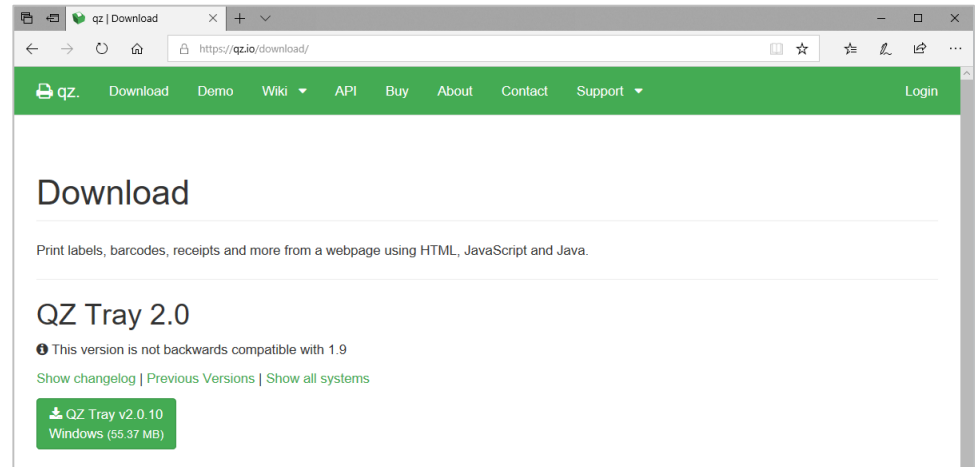 qz | Download
https://qz.io/download/
qz. Download Demo Wiki API Buy About Contact Support Login
Download
Print labels, barcodes, receipts and more from a webpage using HTML, JavaScript and Java.
QZ Tray 2.0
This version is not backwards compatible with 1.9
Show changelog | Previous Versions | Show all systems
QZ Tray v2.0.10
Windows (55.37 MB)